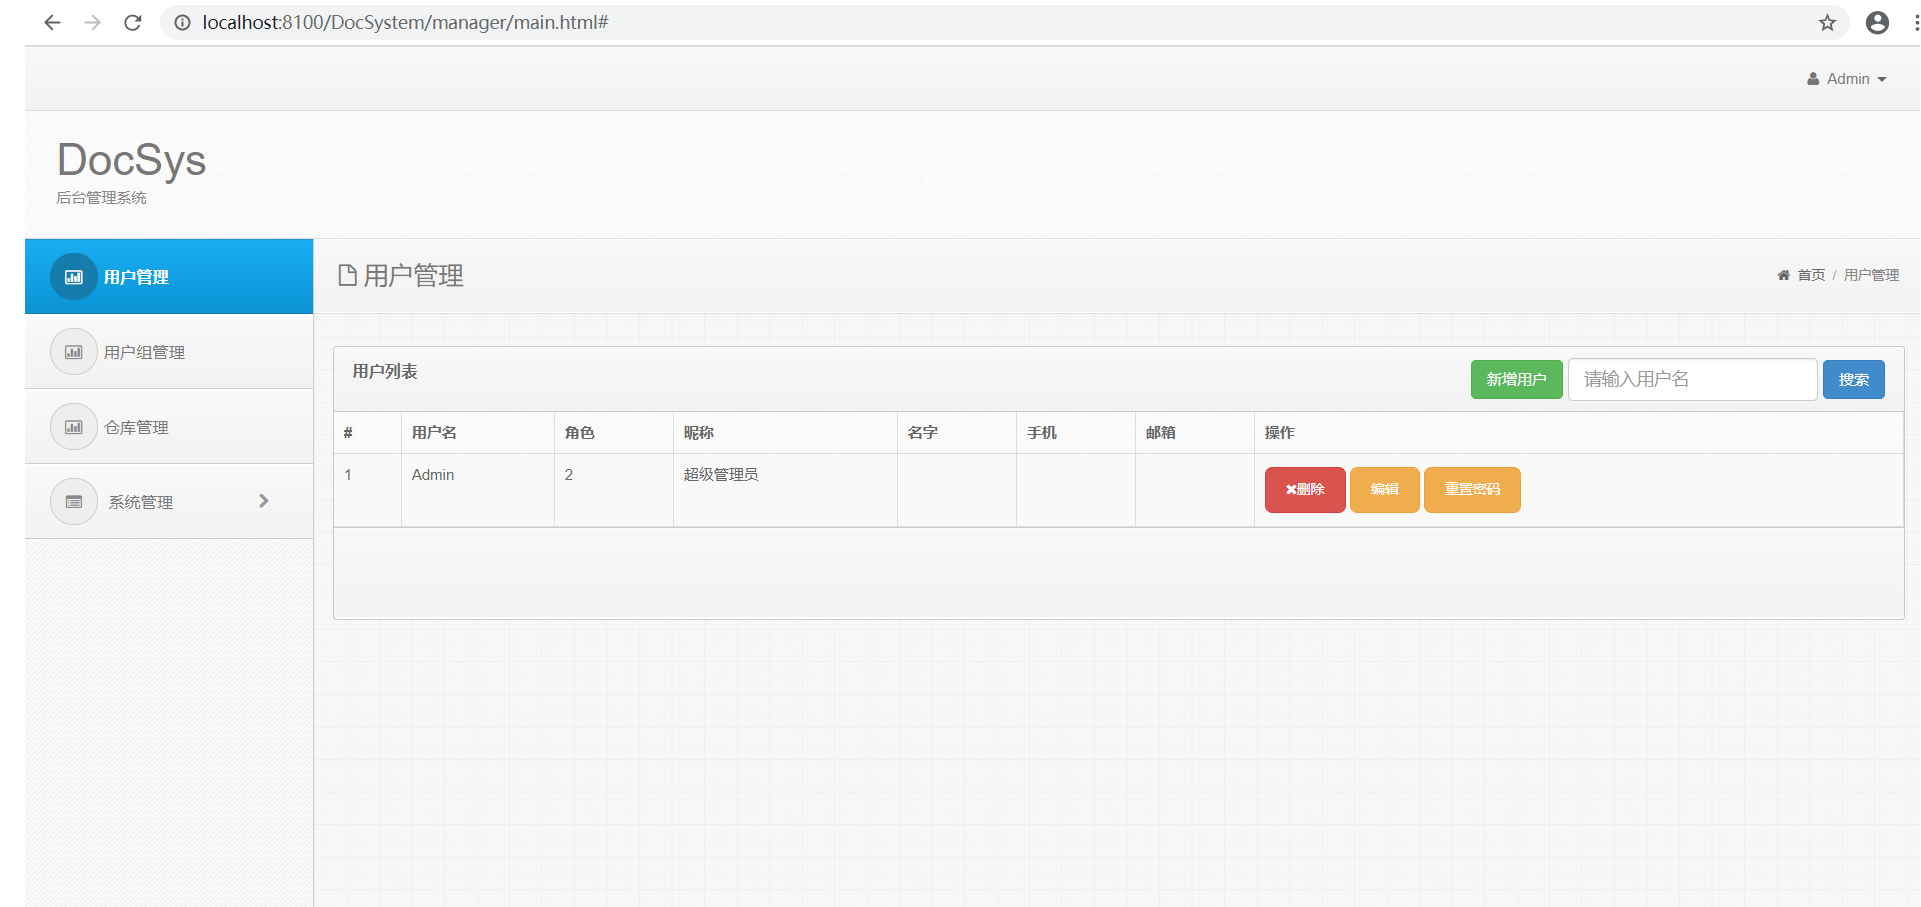 localhost:8100/DocSystem/manager/main.html#
Admin
DocSys
后台管理系统
用户管理
用户组管理
仓库管理
系统管理
用户管理
首页 / 用户管理
用户列表
新增用户 请输入用户名 搜索
# 用户名 角色 昵称 名字 手机 邮箱 操作
1 Admin 2 超级管理员 删除 编辑 重置密码